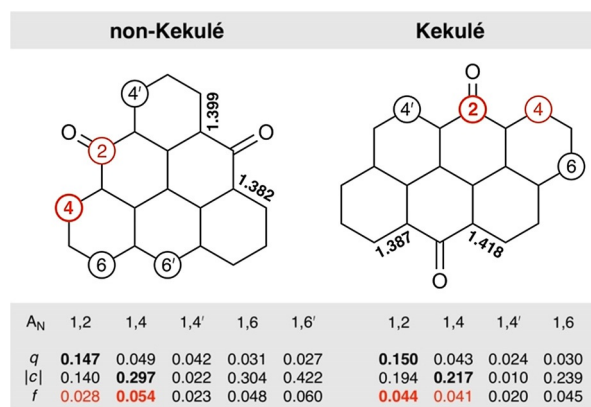 non-Kekulé Kekulé
4′ 1.399 O 2 O 1.382 4 6 6′
O 4′ 2 4 6 1.387 1.418 O
A_N 1,2 1,4 1,4′ 1,6 1,6′ 1,2 1,4 1,4′ 1,6
q 0.147 0.049 0.042 0.031 0.027 0.150 0.043 0.024 0.030
|c| 0.140 0.297 0.022 0.304 0.422 0.194 0.217 0.010 0.239
f 0.028 0.054 0.023 0.048 0.060 0.044 0.041 0.020 0.045